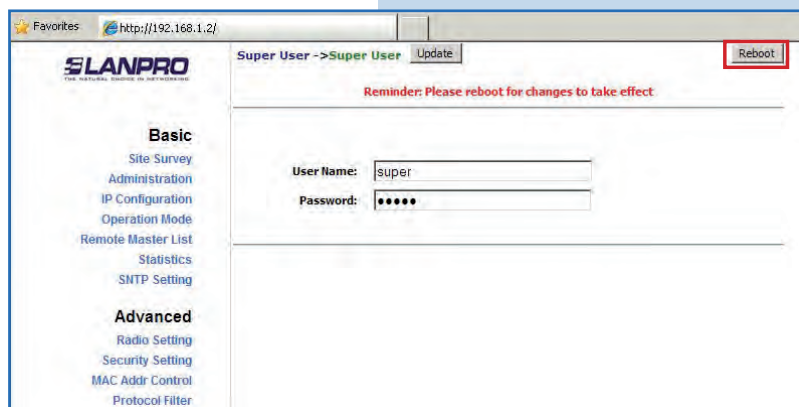 Favorites http://192.168.1.2/
LANPRO
THE NATURAL CHOICE IN NETWORKING
Super User ->Super User Update Reboot
Reminder: Please reboot for changes to take effect
Basic
Site Survey
Administration
IP Configuration
Operation Mode
Remote Master List
Statistics
SNTP Setting
Advanced
Radio Setting
Security Setting
MAC Addr Control
Protocol Filter
User Name: super
Password: •••••